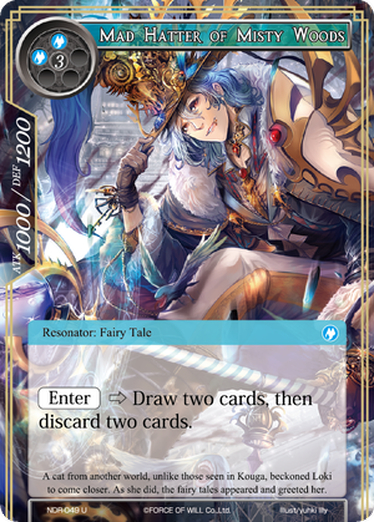 Mad Hatter of Misty Woods
3
ATK 1000 / DEF 1200
Resonator: Fairy Tale
Enter ⇨ Draw two cards, then
discard two cards.
A cat from another world, unlike those seen in Kouga, beckoned Loki
to come closer. As she did, the fairy tales appeared and greeted her.
NDR-049 U
©FORCE OF WILL Co.,Ltd.
Illust/yuhki illy